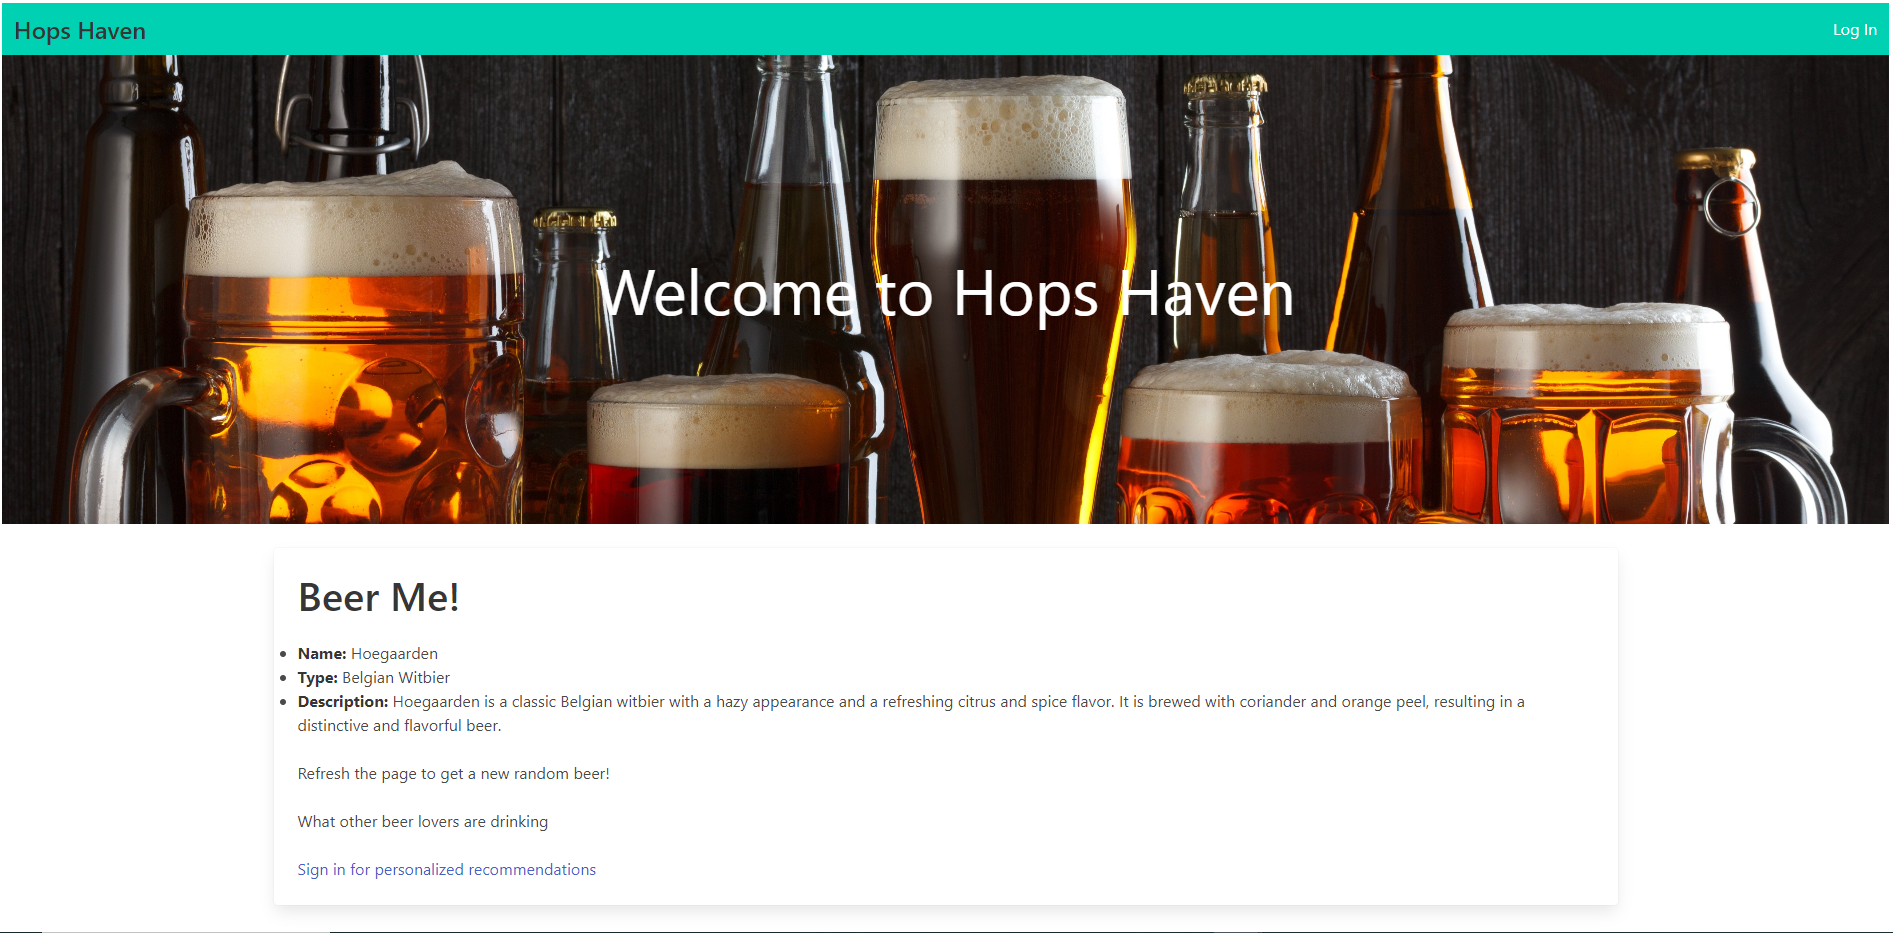 Hops Haven
Log In
Welcome to Hops Haven
Beer Me!
Name: Hoegaarden
Type: Belgian Witbier
Description: Hoegaarden is a classic Belgian witbier with a hazy appearance and a refreshing citrus and spice flavor. It is brewed with coriander and orange peel, resulting in a
distinctive and flavorful beer.
Refresh the page to get a new random beer!
What other beer lovers are drinking
Sign in for personalized recommendations